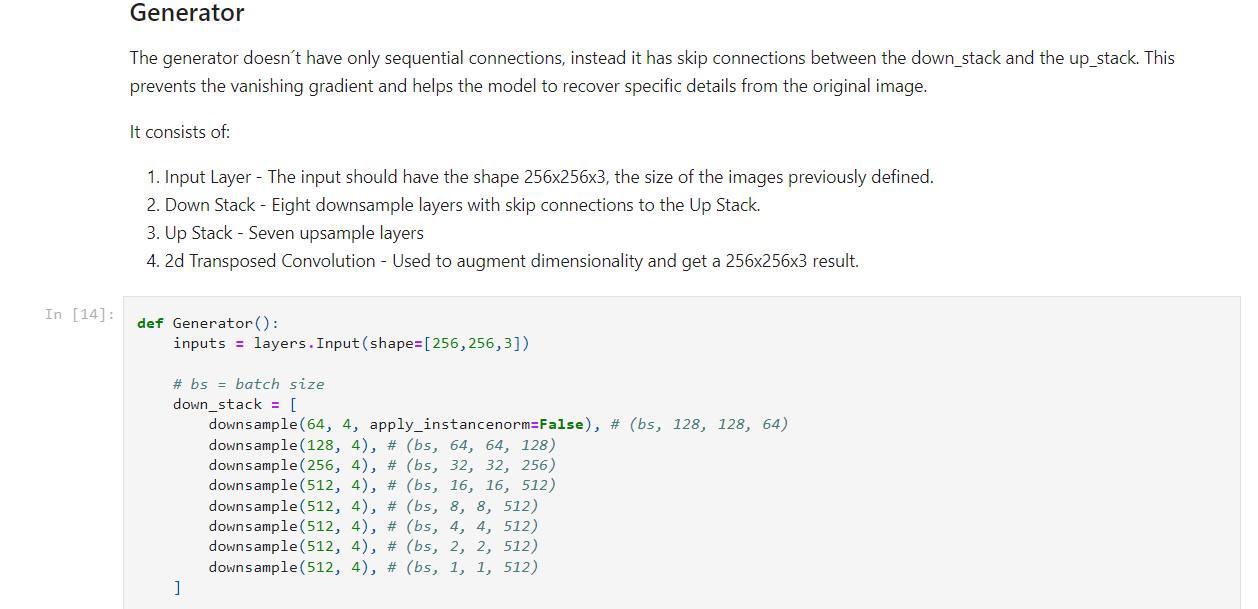 Generator
The generator doesn´t have only sequential connections, instead it has skip connections between the down_stack and the up_stack. This
prevents the vanishing gradient and helps the model to recover specific details from the original image.
It consists of:
1. Input Layer - The input should have the shape 256x256x3, the size of the images previously defined.
2. Down Stack - Eight downsample layers with skip connections to the Up Stack.
3. Up Stack - Seven upsample layers
4. 2d Transposed Convolution - Used to augment dimensionality and get a 256x256x3 result.
In [14]:
def Generator():
    inputs = layers.Input(shape=[256,256,3])
    # bs = batch size
    down_stack = [
        downsample(64, 4, apply_instancenorm=False), # (bs, 128, 128, 64)
        downsample(128, 4), # (bs, 64, 64, 128)
        downsample(256, 4), # (bs, 32, 32, 256)
        downsample(512, 4), # (bs, 16, 16, 512)
        downsample(512, 4), # (bs, 8, 8, 512)
        downsample(512, 4), # (bs, 4, 4, 512)
        downsample(512, 4), # (bs, 2, 2, 512)
        downsample(512, 4), # (bs, 1, 1, 512)
    ]